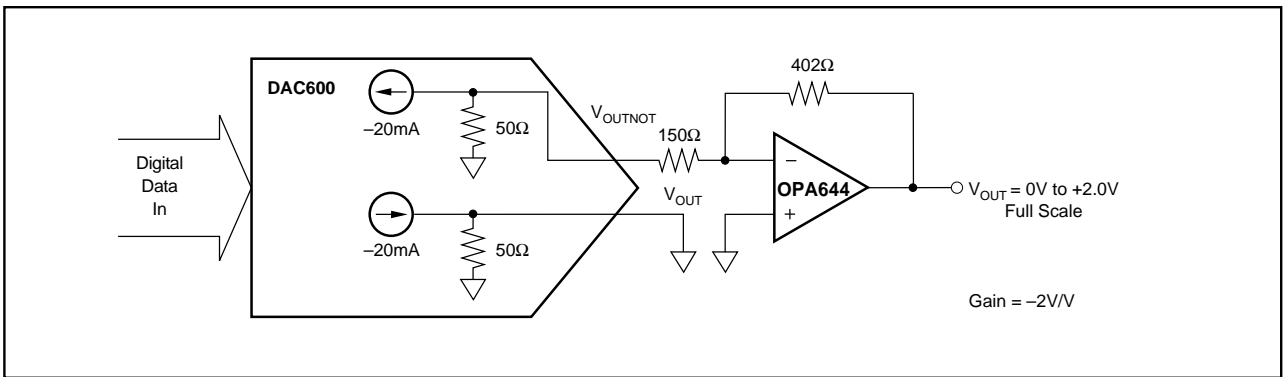 DAC600
–20mA
50Ω
–20mA
50Ω
Digital
Data
In
V_OUTNOT
150Ω
V_OUT
402Ω
–
+
OPA644
V_OUT = 0V to +2.0V
Full Scale
Gain = –2V/V